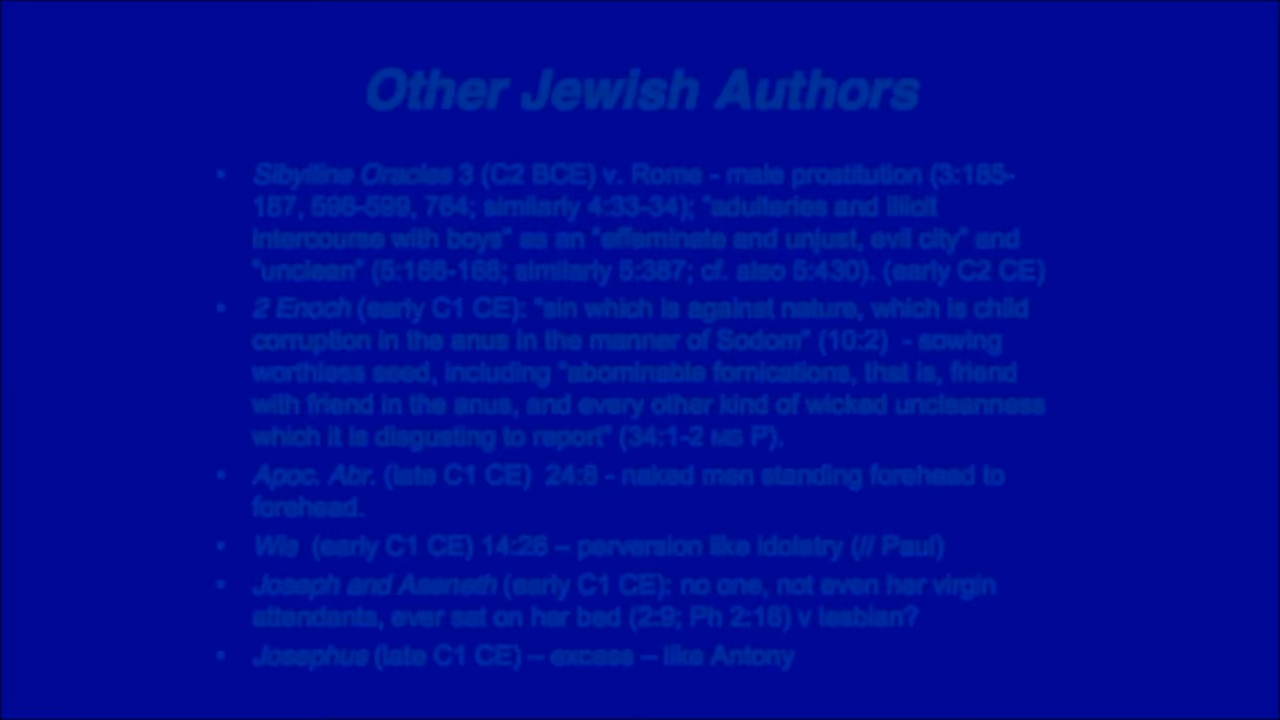 Other Jewish Authors
• Sibylline Oracles 3 (C2 BCE) v. Rome - male prostitution (3:185-
187, 596-599, 764; similarly 4:33-34); "adulteries and illicit
intercourse with boys" as an "effeminate and unjust, evil city" and
"unclean" (5:166-168; similarly 5:387; cf. also 5:430). (early C2 CE)
• 2 Enoch (early C1 CE): "sin which is against nature, which is child
corruption in the anus in the manner of Sodom" (10:2) - sowing
worthless seed, including "abominable fornications, that is, friend
with friend in the anus, and every other kind of wicked uncleanness
which it is disgusting to report" (34:1-2 MS P).
• Apoc. Abr. (late C1 CE) 24:8 - naked men standing forehead to
forehead.
• Wis (early C1 CE) 14:26 – perversion like idolatry (// Paul)
• Joseph and Aseneth (early C1 CE): no one, not even her virgin
attendants, ever sat on her bed (2:9; Ph 2:16) v lesbian?
• Josephus (late C1 CE) – excess – like Antony